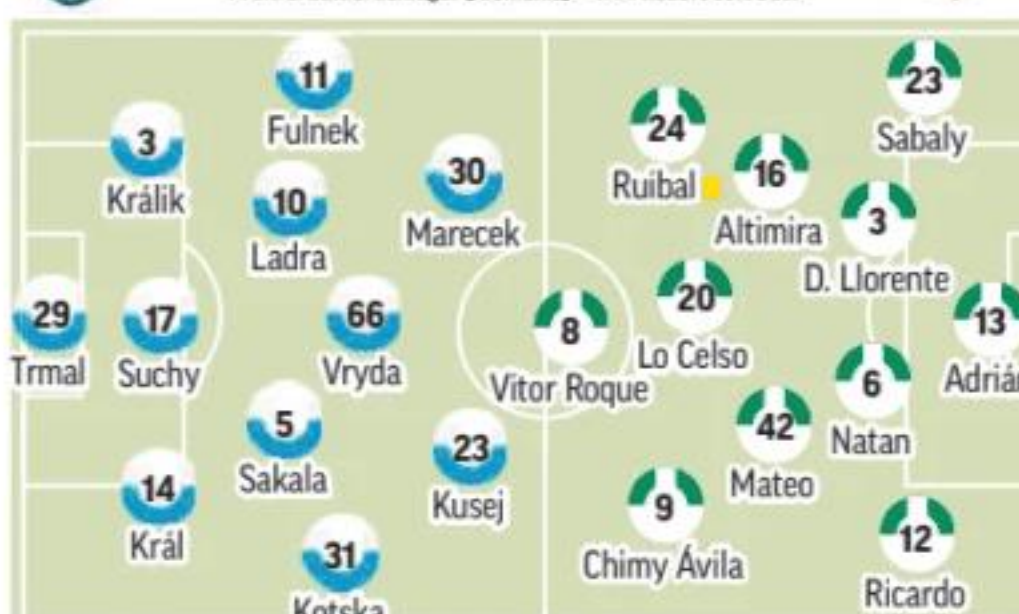 11
Fulnek
3
Králik
10
Ladra
30
Marecek
29
Trmal
17
Suchy
66
Vryda
5
Sakala
23
Kusej
14
Král
31
Kotska
24
Ruibal
16
Altimira
23
Sabaly
3
D. Llorente
20
Lo Celso
8
Vitor Roque
13
Adrián
6
Natan
42
Mateo
9
Chimy Ávila
12
Ricardo